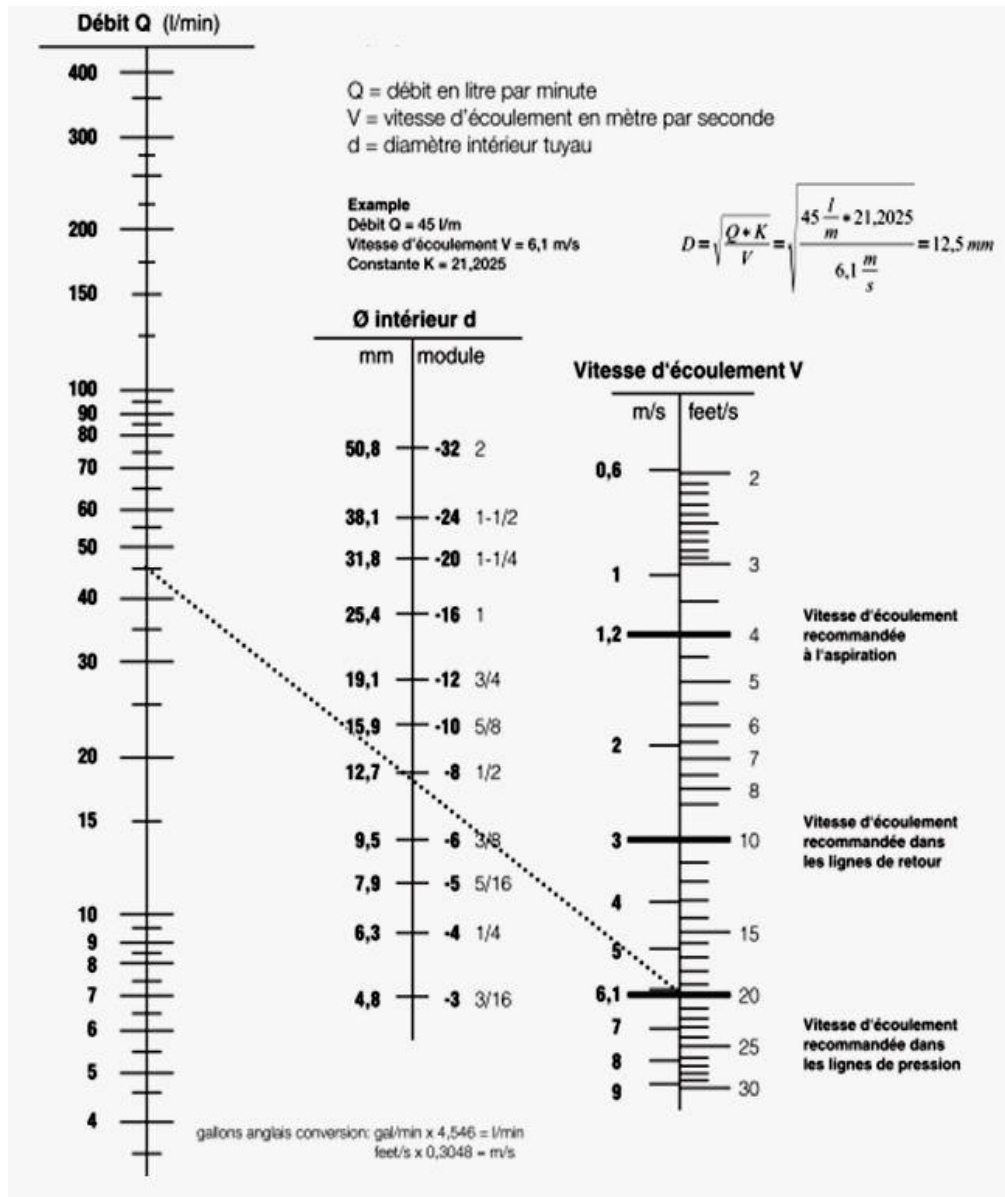 Débit Q (l/min)
400
300
200
150
100
90
80
70
60
50
40
30
20
15
10
9
8
7
6
5
4
Q = débit en litre par minute
V = vitesse d'écoulement en mètre par seconde
d = diamètre intérieur tuyau
Example
Débit Q = 45 l/m
Vitesse d'écoulement V = 6,1 m/s
Constante K = 21,2025
D = √(Q * K / V) = √(45 l/m * 21,2025 / 6,1 m/s) = 12,5 mm
Ø intérieur d
mm module
50,8 -32 2
38,1 -24 1-1/2
31,8 -20 1-1/4
25,4 -16 1
19,1 -12 3/4
15,9 -10 5/8
12,7 -8 1/2
9,5 -6 3/8
7,9 -5 5/16
6,3 -4 1/4
4,8 -3 3/16
Vitesse d'écoulement V
m/s feet/s
0,6 2
3
1
1,2 4
5
6
2
7
8
3 10
4
15
5
6,1 20
7
25
8
9 30
Vitesse d'écoulement
recommandée
à l'aspiration
Vitesse d'écoulement
recommandée dans
les lignes de retour
Vitesse d'écoulement
recommandée dans
les lignes de pression
gallons anglais conversion: gal/min x 4,546 = l/min
feet/s x 0,3048 = m/s